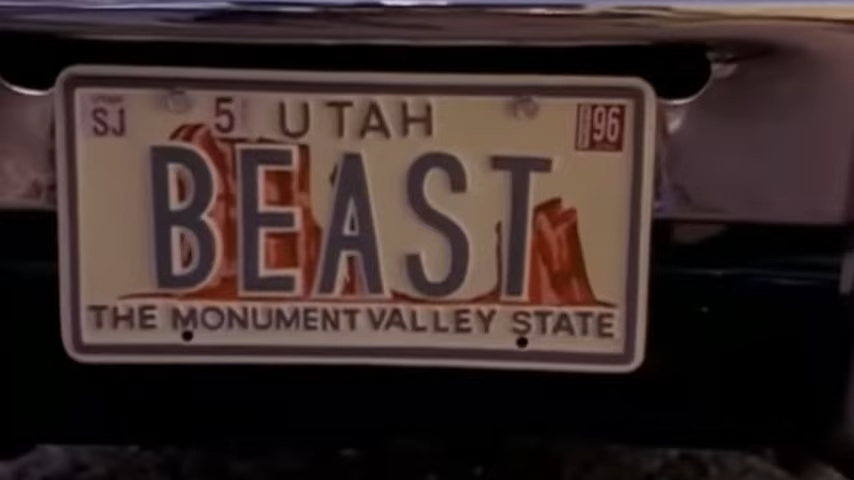 SJ 5 UTAH 96
BEAST
THE MONUMENT VALLEY STATE